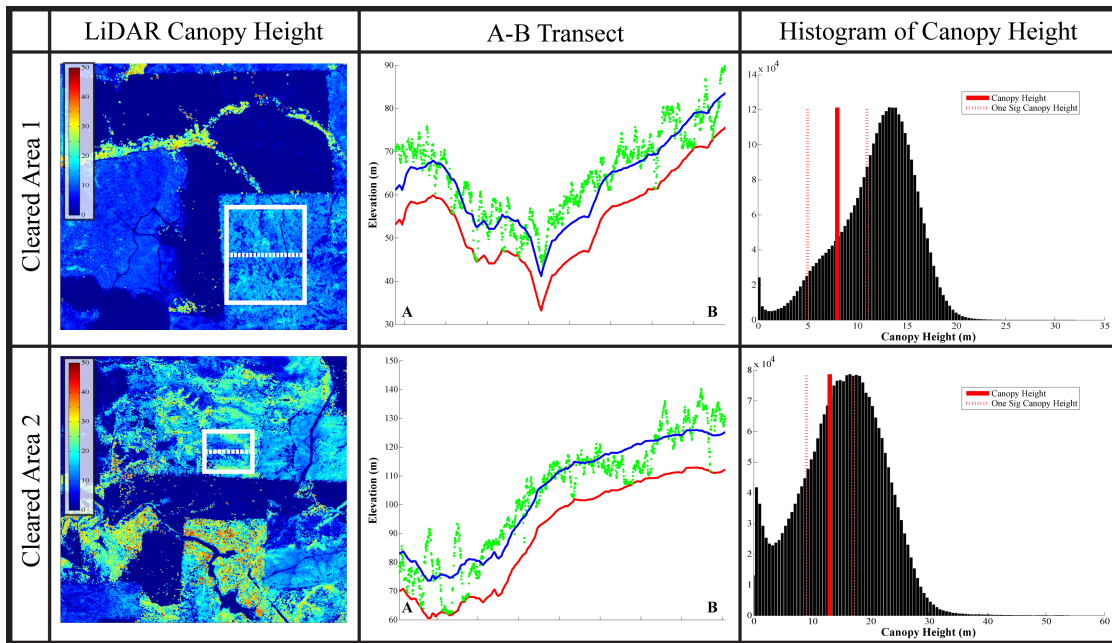 LiDAR Canopy Height
A-B Transect
Histogram of Canopy Height
Cleared Area 1
50
40
30
20
10
0
Elevation (m)
90
80
70
60
50
40
30
A
B
x 10^4
14
12
10
8
6
4
2
0
0 5 10 15 20 25 30 35
Canopy Height (m)
Canopy Height
One Sig Canopy Height
Cleared Area 2
50
40
30
20
10
0
Elevation (m)
150
140
130
120
110
100
90
80
70
60
A
B
x 10^4
8
7
6
5
4
3
2
1
0
0 10 20 30 40 50 60
Canopy Height (m)
Canopy Height
One Sig Canopy Height